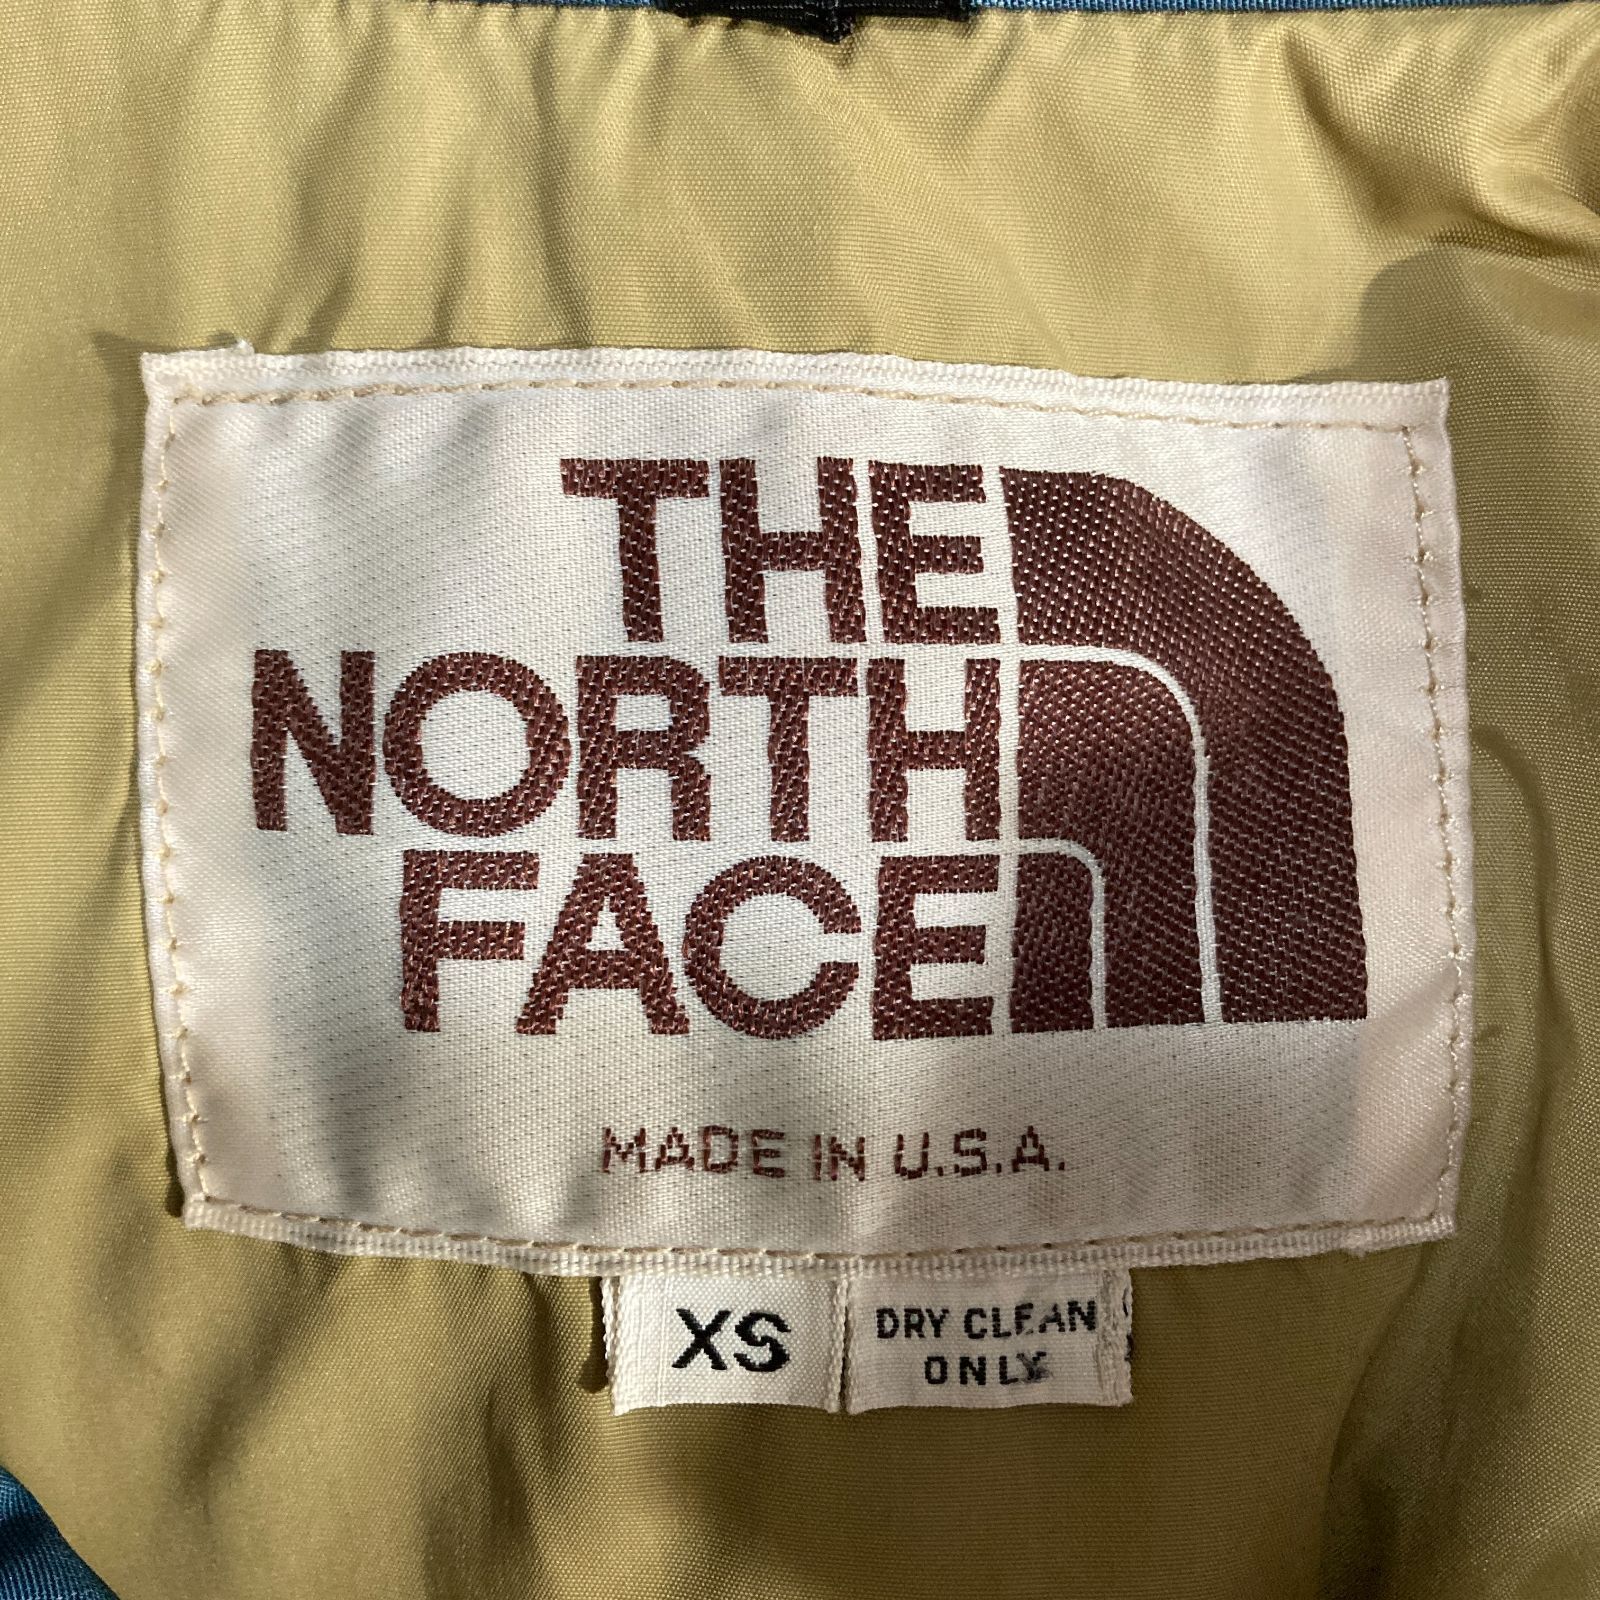 THE
NORTH
FACE
MADE IN U.S.A.
XS
DRY CLEAN
ONLY